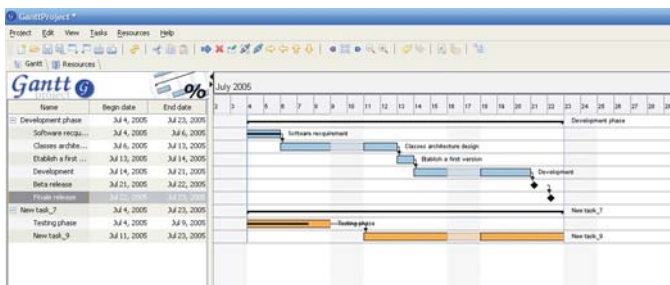 GanttProject *
Project Edit View Tasks Resources Help
Gantt Resources
Gantt
project
%
July 2005
2 3 4 5 6 7 8 9 10 11 12 13 14 15 16 17 18 19 20 21 22 23 24 25 26 27 28
Name Begin date End date
Development phase Jul 4, 2005 Jul 23, 2005 Development phase
Software requ... Jul 4, 2005 Jul 6, 2005 Software requirement
Classes archite... Jul 6, 2005 Jul 13, 2005 Classes architecture design
Etablish a first ... Jul 13, 2005 Jul 14, 2005 Etablish a first version
Development Jul 14, 2005 Jul 21, 2005 Development
Beta release Jul 21, 2005 Jul 22, 2005
release Jul 22, 2005 Jul 23, 2005
New task_7 Jul 4, 2005 Jul 23, 2005 New task_7
Testing phase Jul 4, 2005 Jul 9, 2005 Testing phase
New task_9 Jul 11, 2005 Jul 23, 2005 New task_9